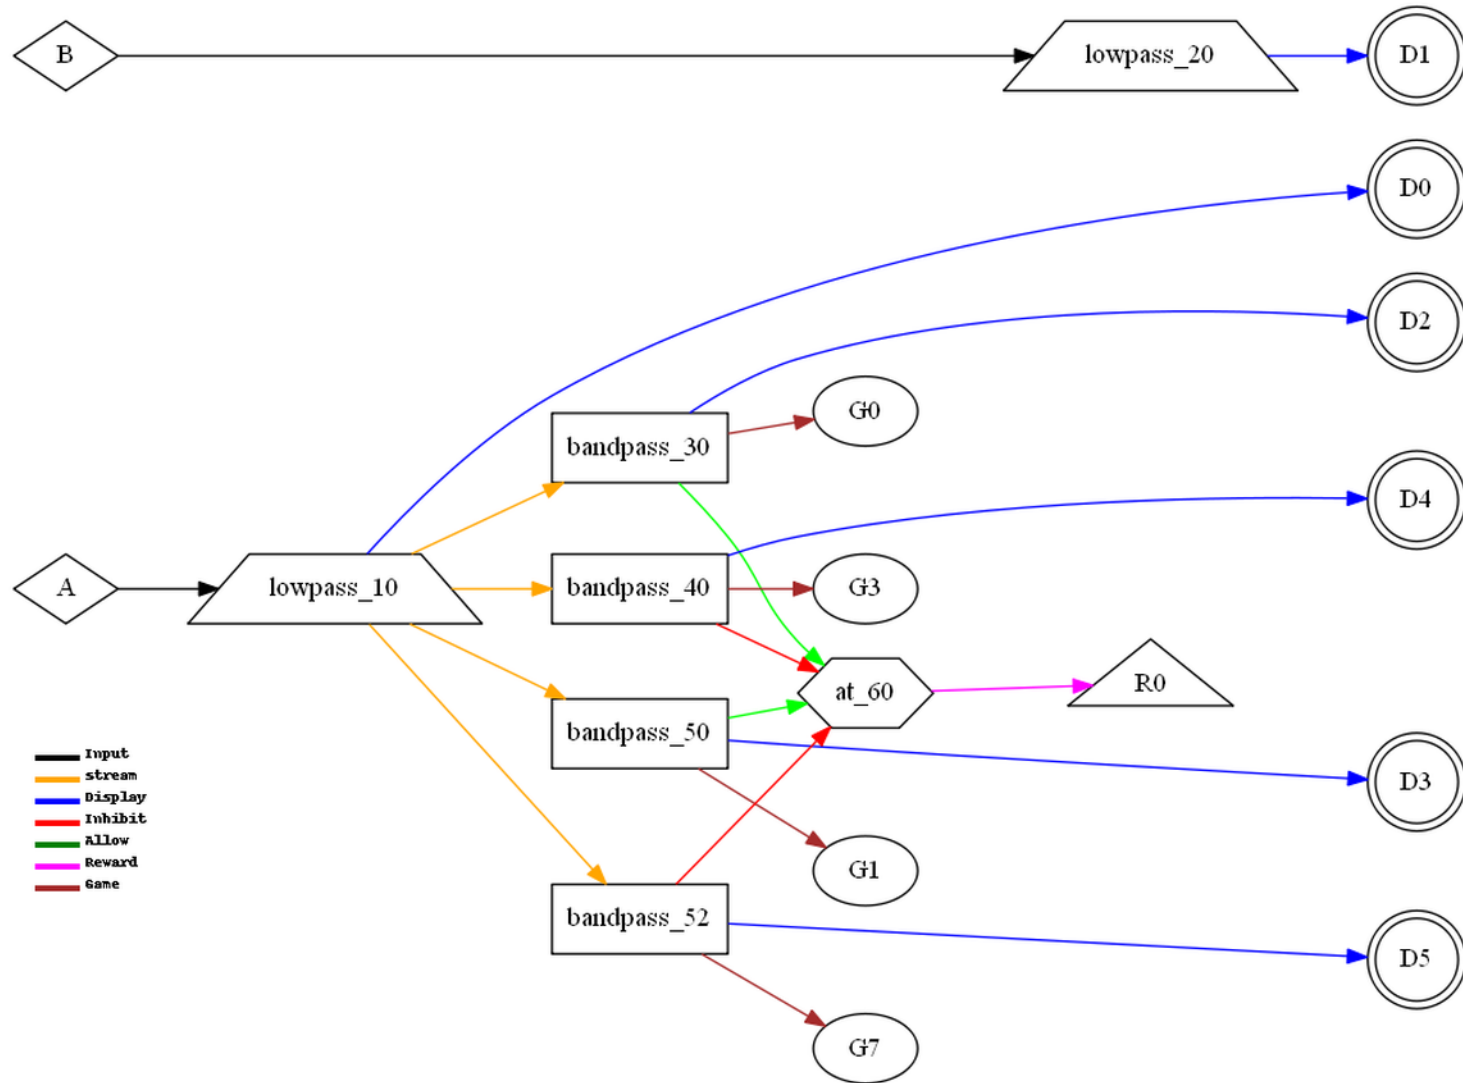 B
lowpass_20
D1
D0
D2
G0
bandpass_30
D4
A
lowpass_10
bandpass_40
G3
at_60
R0
bandpass_50
D3
Input
stream
Display
Inhibit
Allow
Reward
Game
G1
bandpass_52
D5
G7